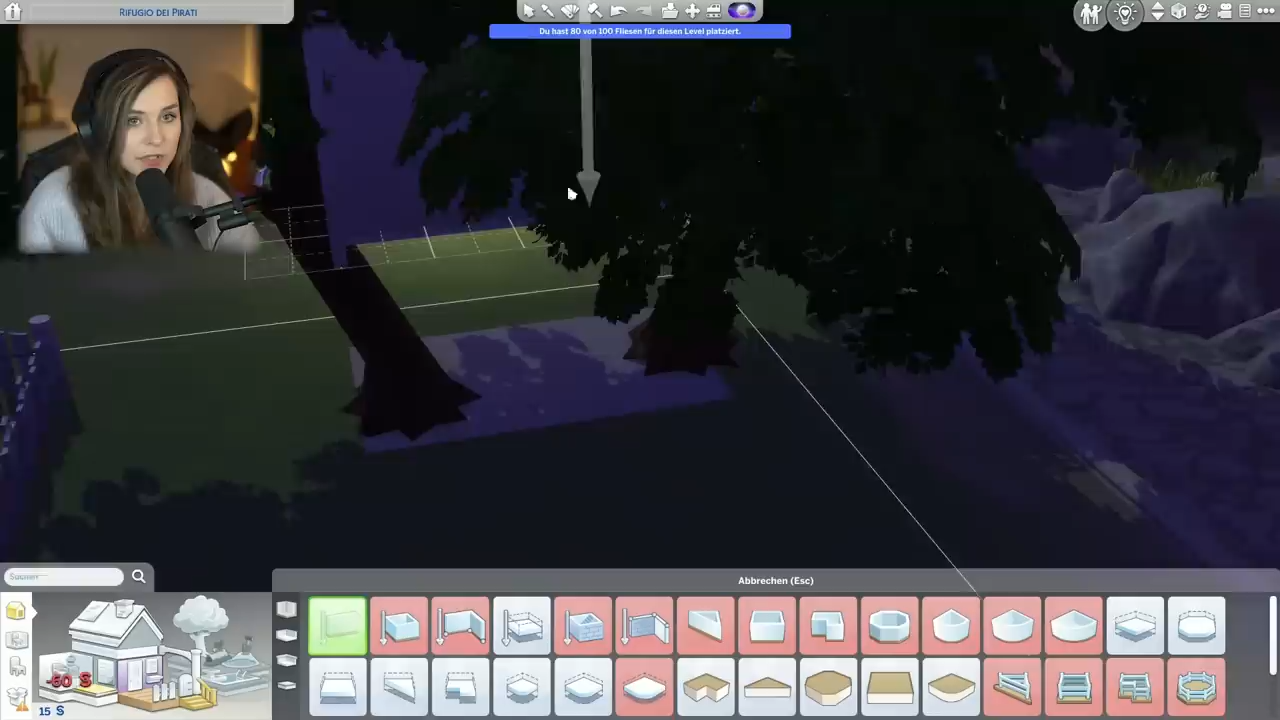 Rifugio dei Pirati
Du hast 80 von 100 Fliesen für diesen Level platziert.
Abbrechen (Esc)
-60 $
15 $